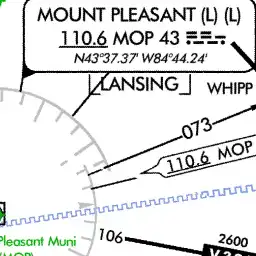 MOUNT PLEASANT (L) (L)
110.6 MOP 43
N43°37.37' W84°44.24'
LANSING
WHIPP
073
110.6 MOP
Pleasant Muni
(MOP)
106
2600